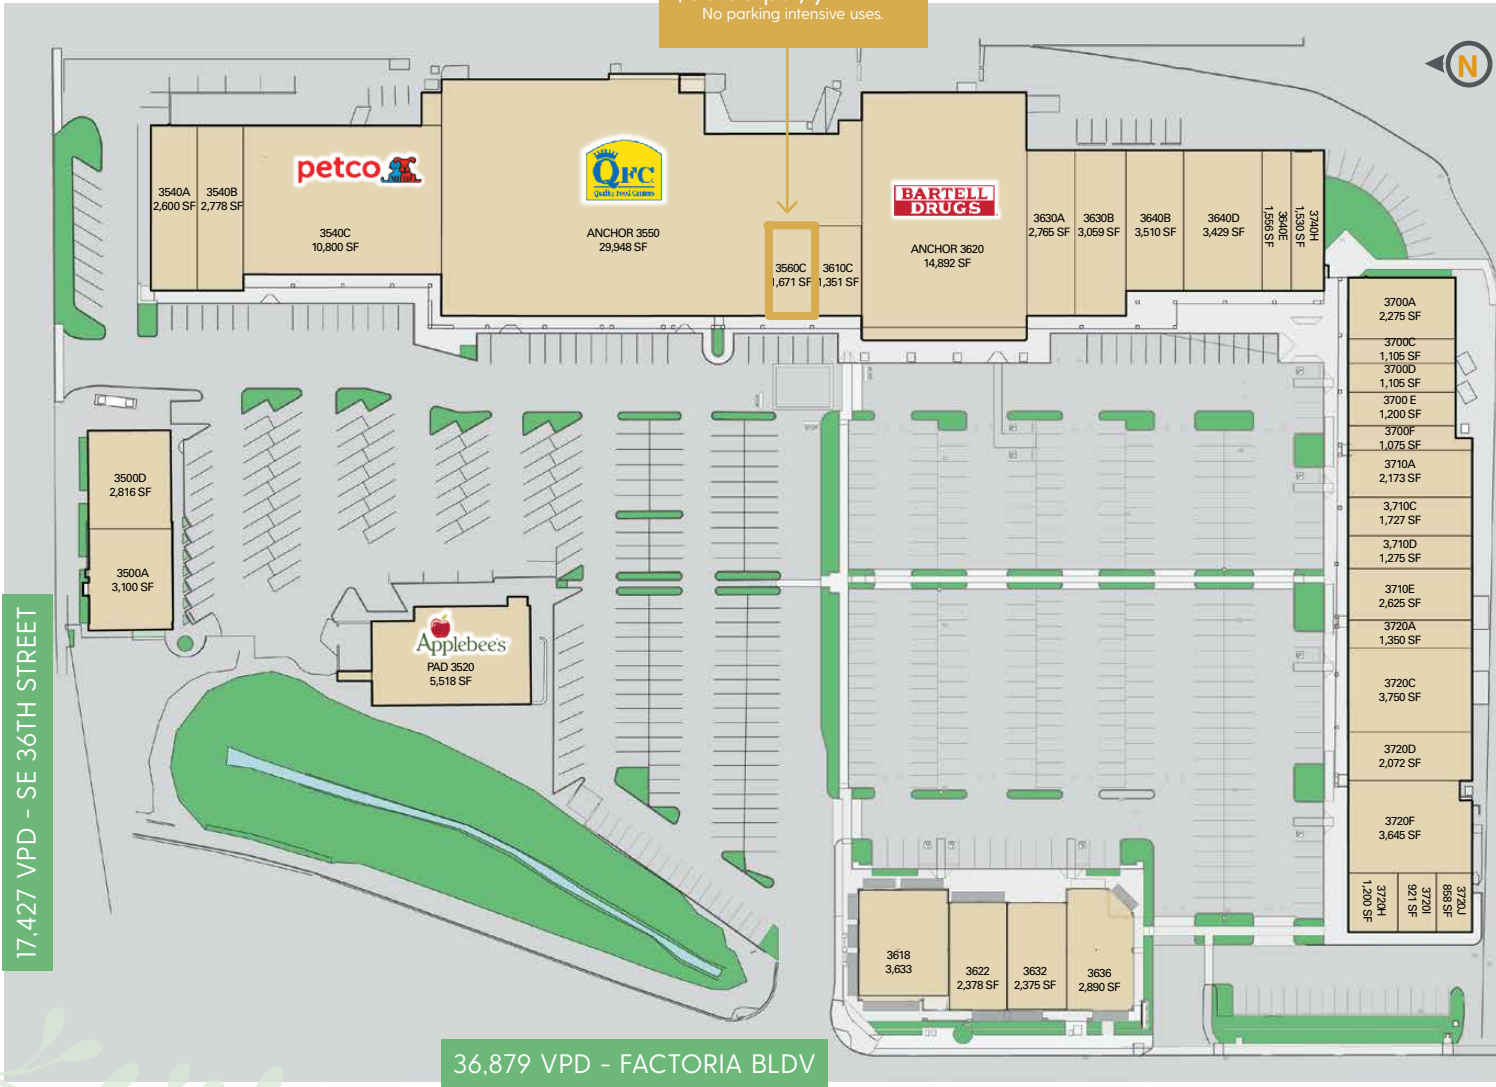 No parking intensive uses.
N
petco
QFC
Quality Food Centers
BARTELL
DRUGS
3540A
2,600 SF
3540B
2,778 SF
3540C
10,800 SF
ANCHOR 3550
29,948 SF
3560C
1,671 SF
3610C
1,351 SF
ANCHOR 3620
14,892 SF
3630A
2,765 SF
3630B
3,059 SF
3640B
3,510 SF
3640D
3,429 SF
3640E
1,556 SF
3740H
1,530 SF
3700A
2,275 SF
3700C
1,105 SF
3700D
1,105 SF
3700 E
1,200 SF
3700F
1,075 SF
3710A
2,173 SF
3,710C
1,727 SF
3,710D
1,275 SF
3710E
2,625 SF
3720A
1,350 SF
3720C
3,750 SF
3720D
2,072 SF
3720F
3,645 SF
3720H
1,200 SF
3720I
921 SF
3720J
858 SF
3500D
2,816 SF
3500A
3,100 SF
Applebee's
PAD 3520
5,518 SF
3618
3,633
3622
2,378 SF
3632
2,375 SF
3636
2,890 SF
17,427 VPD - SE 36TH STREET
36,879 VPD - FACTORIA BLDV